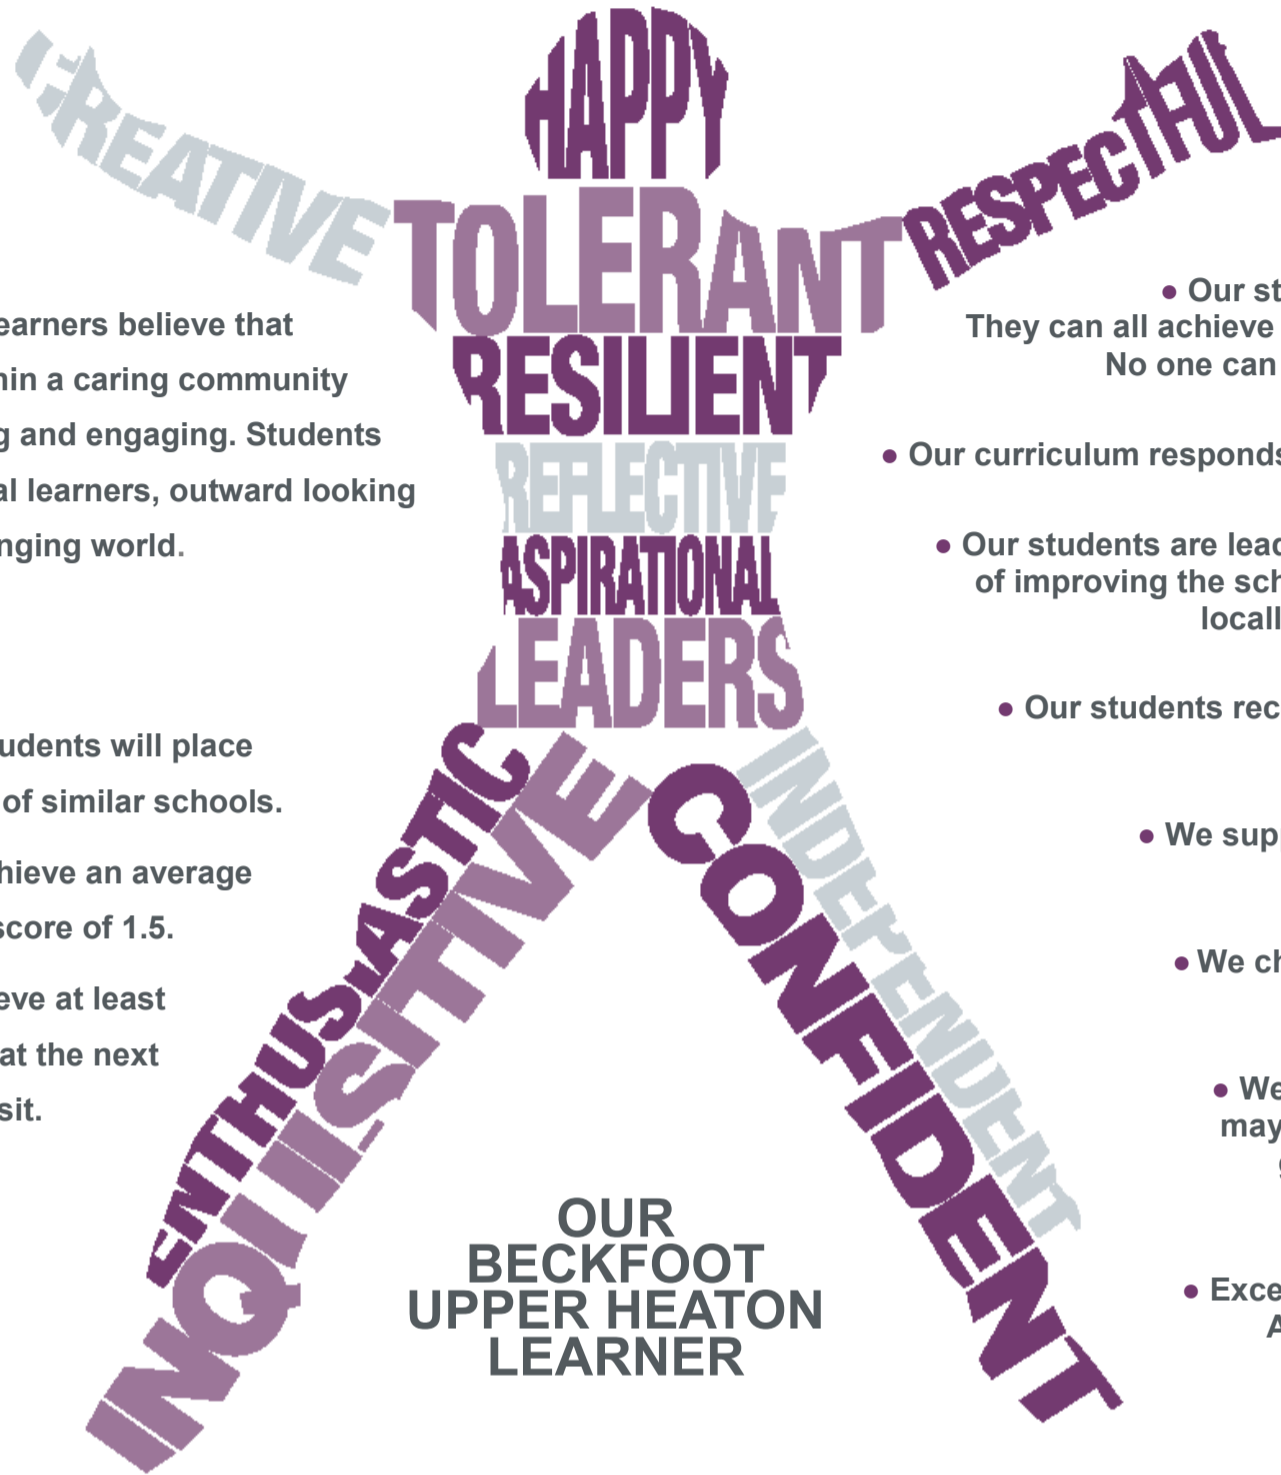 CREATIVE
HAPPY
RESPECTFUL
TOLERANT
RESILIENT
REFLECTIVE
ASPIRATIONAL
LEADERS
ENTHUSIASTIC
INQUISITIVE
CONFIDENT
INDEPENDENT
earners believe that
hin a caring community
g and engaging. Students
al learners, outward looking
nging world.
udents will place
of similar schools.
hieve an average
score of 1.5.
eve at least
at the next
sit.
OUR
BECKFOOT
UPPER HEATON
LEARNER
• Our st
They can all achieve
No one can
• Our curriculum responds
• Our students are lead
of improving the sch
locall
• Our students rec
• We supp
• We ch
• We
may
• Exce
A